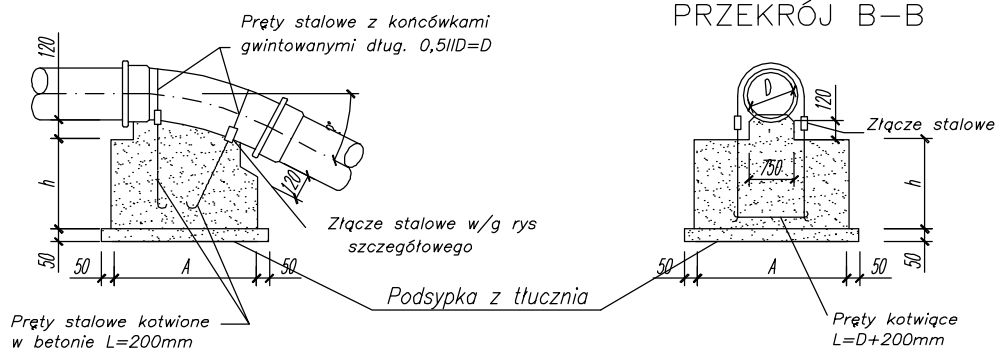 Pręty stalowe z końcówkami
gwintowanymi dług. 0,5IID=D
PRZEKRÓJ B–B
120
D
120
Złącze stalowe
h
120
750
h
Złącze stalowe w/g rys
szczegółowego
50
50
50
A
50
50
A
50
Podsypka z tłucznia
Pręty stalowe kotwione
w betonie L=200mm
Pręty kotwiące
L=D+200mm